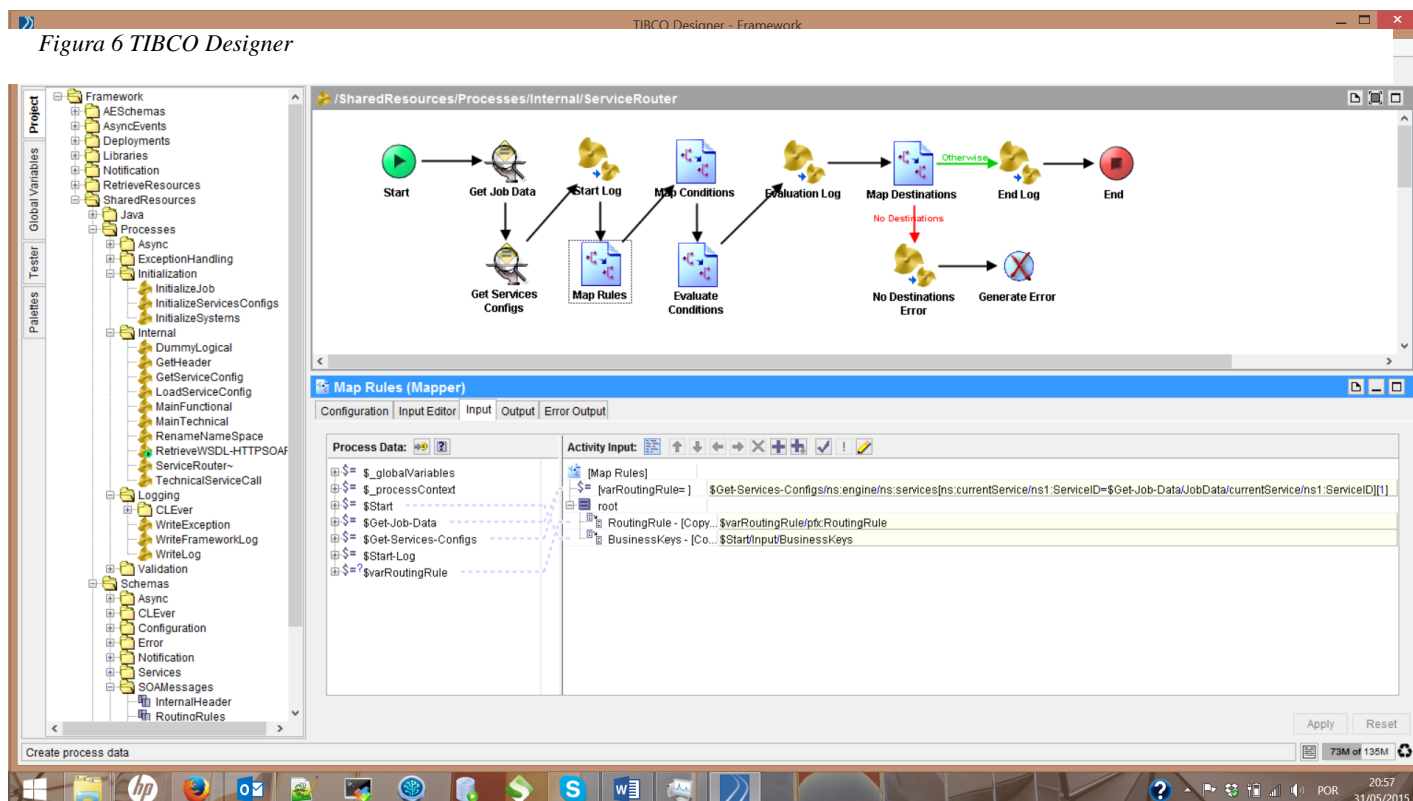 TIBCO Designer - Framework
Figura 6 TIBCO Designer
Project
Global Variables
Tester
Palettes
Framework
AESchemas
AsyncEvents
Deployments
Libraries
Notification
RetrieveResources
SharedResources
Java
Processes
Async
ExceptionHandling
Initialization
InitializeJob
InitializeServicesConfigs
InitializeSystems
Internal
DummyLogical
GetHeader
GetServiceConfig
LoadServiceConfig
MainFunctional
MainTechnical
RenameNameSpace
RetrieveWSDL-HTTPSOAF
ServiceRouter~
TechnicalServiceCall
Logging
CLEver
WriteException
WriteFrameworkLog
WriteLog
Validation
Schemas
Async
CLEver
Configuration
Error
Notification
Services
SOAMessages
InternalHeader
RoutingRules
/SharedResources/Processes/Internal/ServiceRouter
Start
Get Job Data
Start Log
Map Conditions
Evaluation Log
Map Destinations
Otherwise
End Log
End
No Destinations
Get Services
Configs
Map Rules
Evaluate
Conditions
No Destinations
Error
Generate Error
Map Rules (Mapper)
Configuration Input Editor Input Output Error Output
Process Data:
$_globalVariables
$_processContext
$Start
$Get-Job-Data
$Get-Services-Configs
$Start-Log
$varRoutingRule
Activity Input:
[Map Rules]
[varRoutingRule= ] $Get-Services-Configs/ns:engine/ns:services[ns:currentService/ns1:ServiceID=$Get-Job-Data/JobData/currentService/ns1:ServiceID][1]
root
RoutingRule - [Copy... $varRoutingRule/pfx:RoutingRule
BusinessKeys - [Co... $Start/Input/BusinessKeys
Apply Reset
Create process data
73M of 135M
POR
20:57
31/05/2015